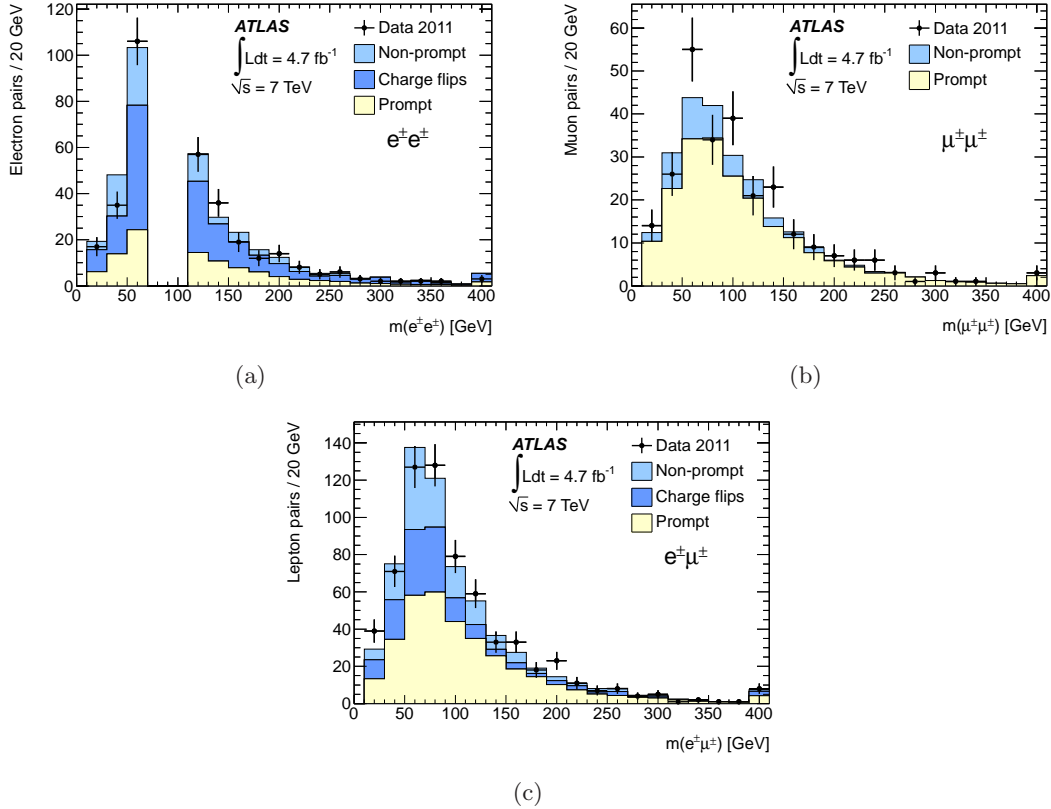 Electron pairs / 20 GeV
120
100
80
60
40
20
0
ATLAS
∫ Ldt = 4.7 fb⁻¹
√s = 7 TeV
Data 2011
Non-prompt
Charge flips
Prompt
e±e±
0 50 100 150 200 250 300 350 400
m(e±e±) [GeV]
(a)
Muon pairs / 20 GeV
60
50
40
30
20
10
0
ATLAS
∫ Ldt = 4.7 fb⁻¹
√s = 7 TeV
Data 2011
Non-prompt
Prompt
μ±μ±
0 50 100 150 200 250 300 350 400
m(μ±μ±) [GeV]
(b)
Lepton pairs / 20 GeV
140
120
100
80
60
40
20
0
ATLAS
∫ Ldt = 4.7 fb⁻¹
√s = 7 TeV
Data 2011
Non-prompt
Charge flips
Prompt
e±μ±
0 50 100 150 200 250 300 350 400
m(e±μ±) [GeV]
(c)